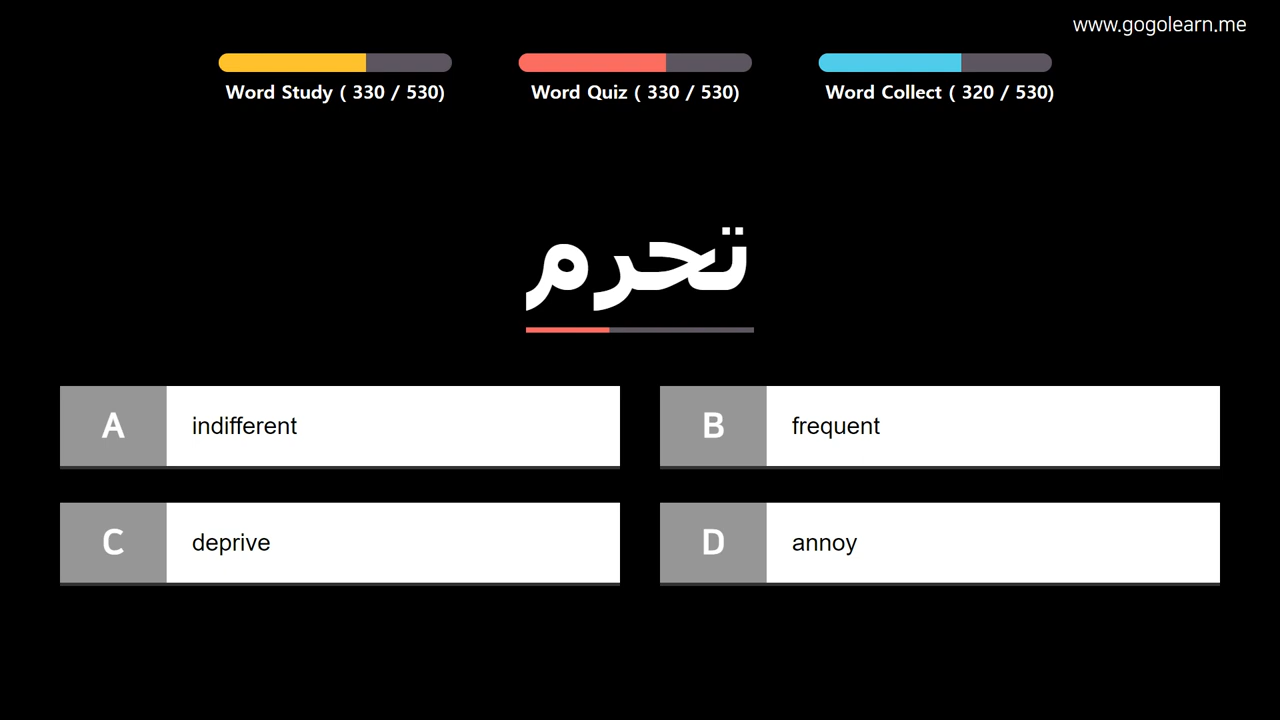 www.gogolearn.me
Word Study ( 330 / 530)
Word Quiz ( 330 / 530)
Word Collect ( 320 / 530)
تحرم
A indifferent
B frequent
C deprive
D annoy